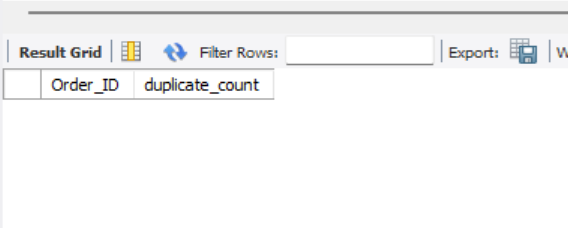 Result Grid Filter Rows: Export: W
Order_ID duplicate_count